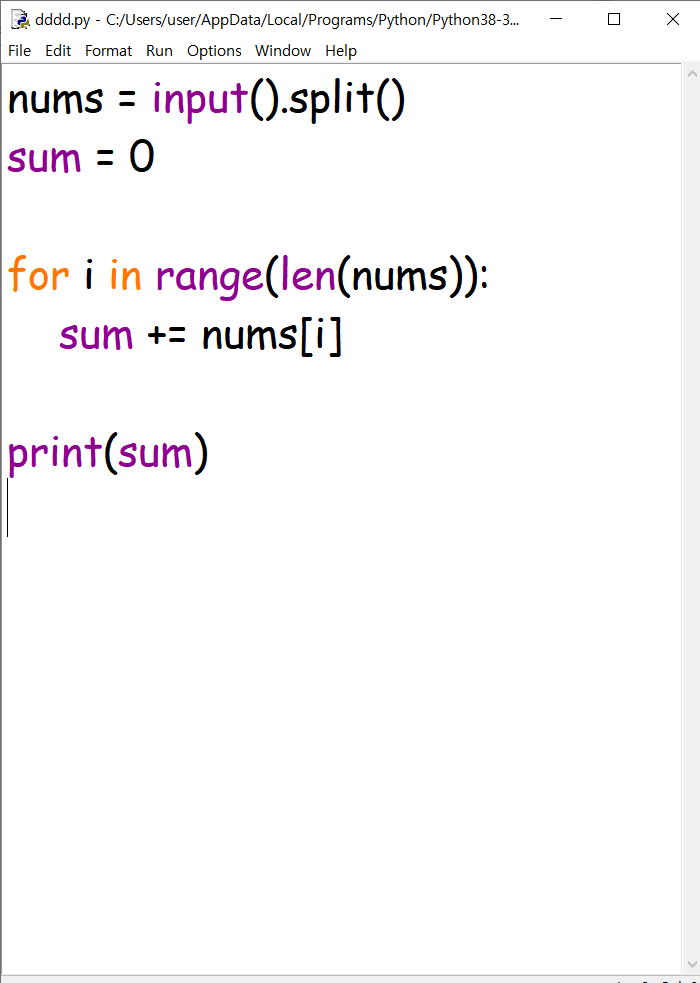 dddd.py - C:/Users/user/AppData/Local/Programs/Python/Python38-3...
File Edit Format Run Options Window Help
nums = input().split()
sum = 0
for i in range(len(nums)):
    sum += nums[i]
print(sum)